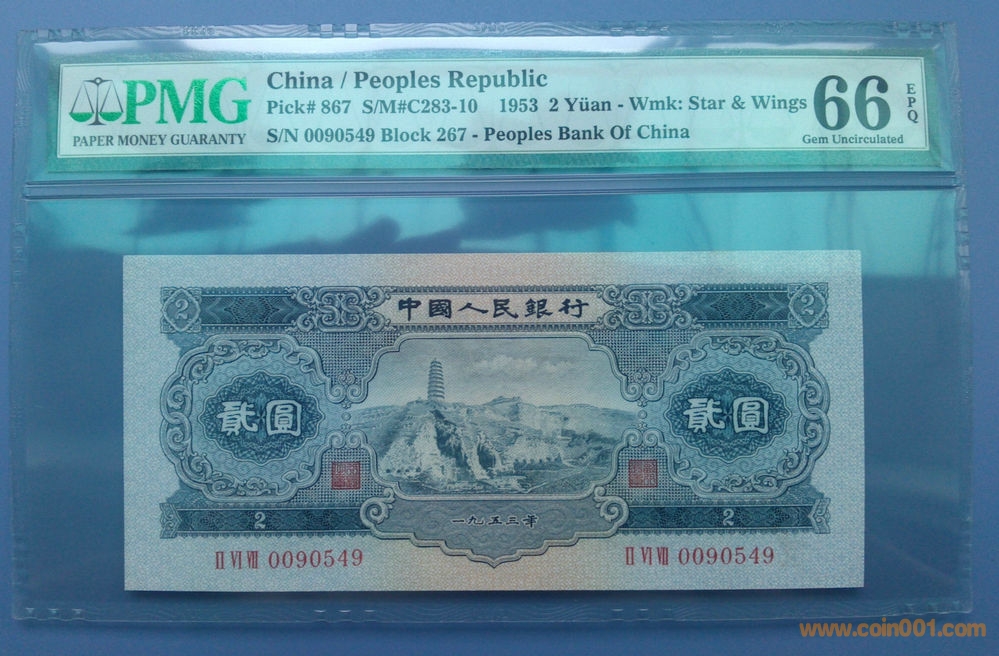 PMG
PAPER MONEY GUARANTY
China / Peoples Republic
Pick# 867 S/M#C283-10 1953 2 Yüan - Wmk: Star & Wings
S/N 0090549 Block 267 - Peoples Bank Of China
66 EPQ
Gem Uncirculated
2 中國人民銀行 2
貳圓 貳圓
2 一九五三年 2
II VI VII 0090549 II VI VII 0090549
www.coin001.com